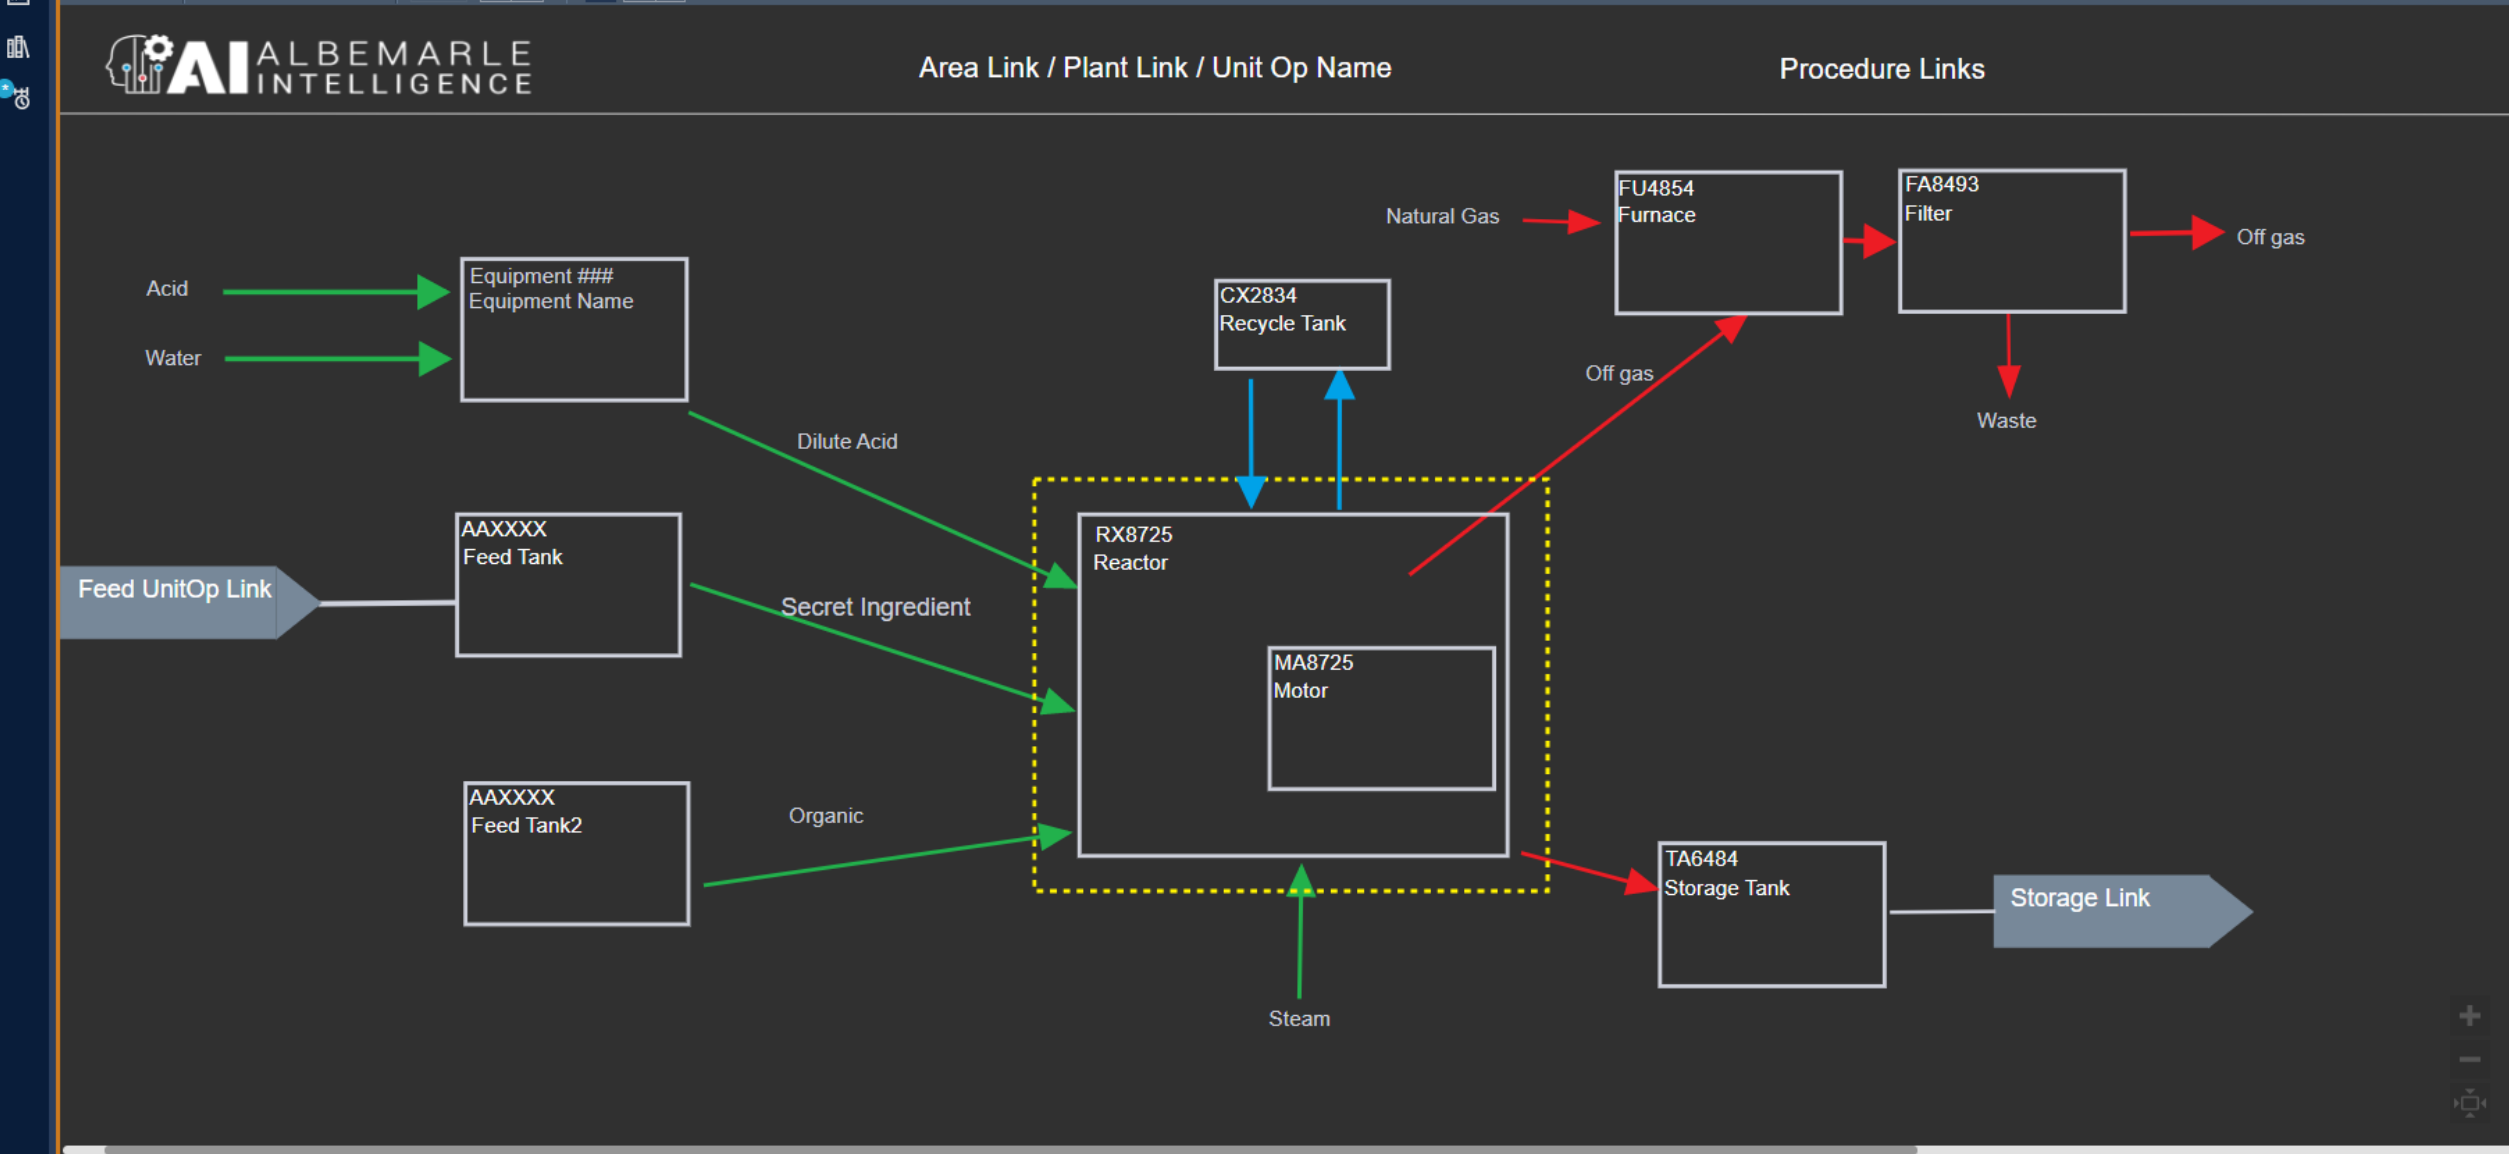 AI ALBEMARLE
INTELLIGENCE
Area Link / Plant Link / Unit Op Name
Procedure Links
Natural Gas
FU4854
Furnace
FA8493
Filter
Off gas
Acid
Water
Equipment ###
Equipment Name
CX2834
Recycle Tank
Off gas
Waste
Dilute Acid
Feed UnitOp Link
AAXXXX
Feed Tank
Secret Ingredient
RX8725
Reactor
MA8725
Motor
AAXXXX
Feed Tank2
Organic
TA6484
Storage Tank
Storage Link
Steam